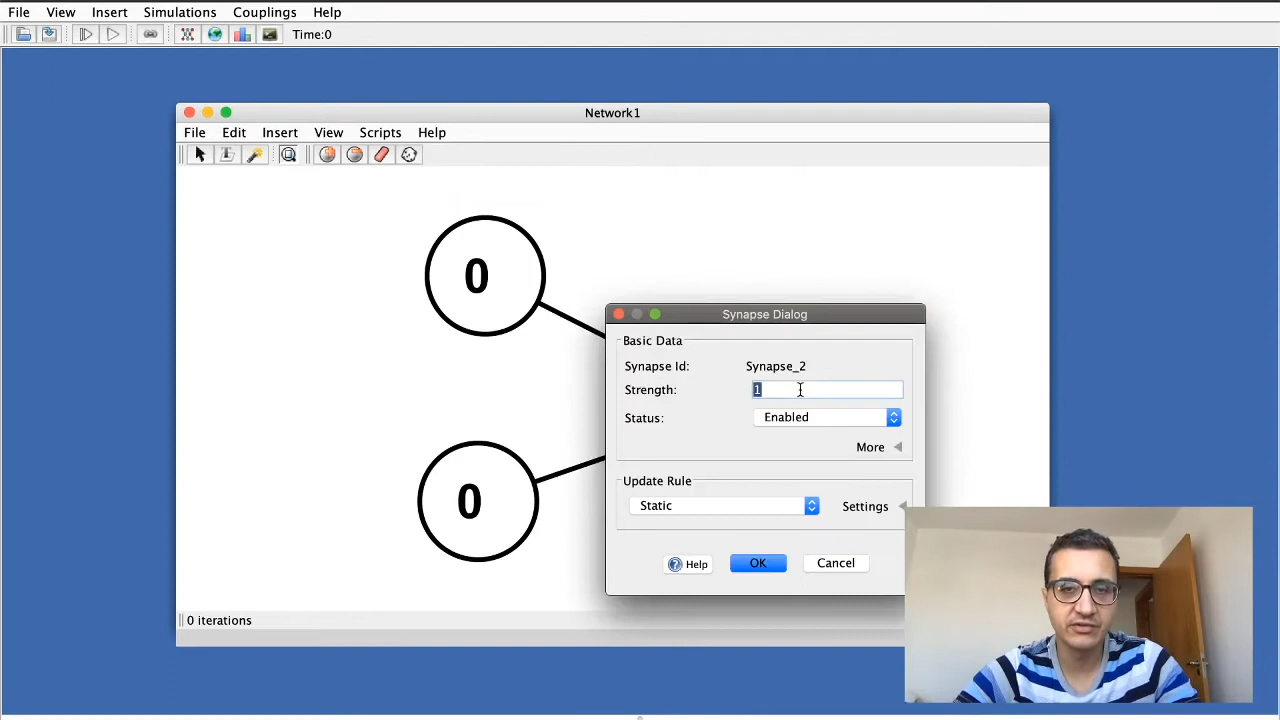 File View Insert Simulations Couplings Help
Time:0
Network1
File Edit Insert View Scripts Help
0
Synapse Dialog
Basic Data
Synapse Id: Synapse_2
Strength: 1
Status: Enabled
More
0
Update Rule
Static Settings
Help OK Cancel
0 iterations